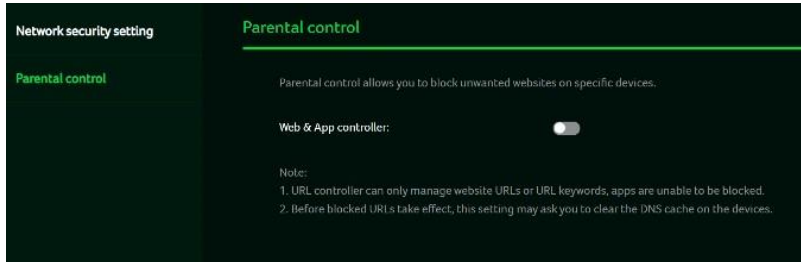 Network security setting
Parental control
Parental control
Parental control allows you to block unwanted websites on specific devices.
Web & App controller:
Note:
1. URL controller can only manage website URLs or URL keywords, apps are unable to be blocked.
2. Before blocked URLs take effect, this setting may ask you to clear the DNS cache on the devices.